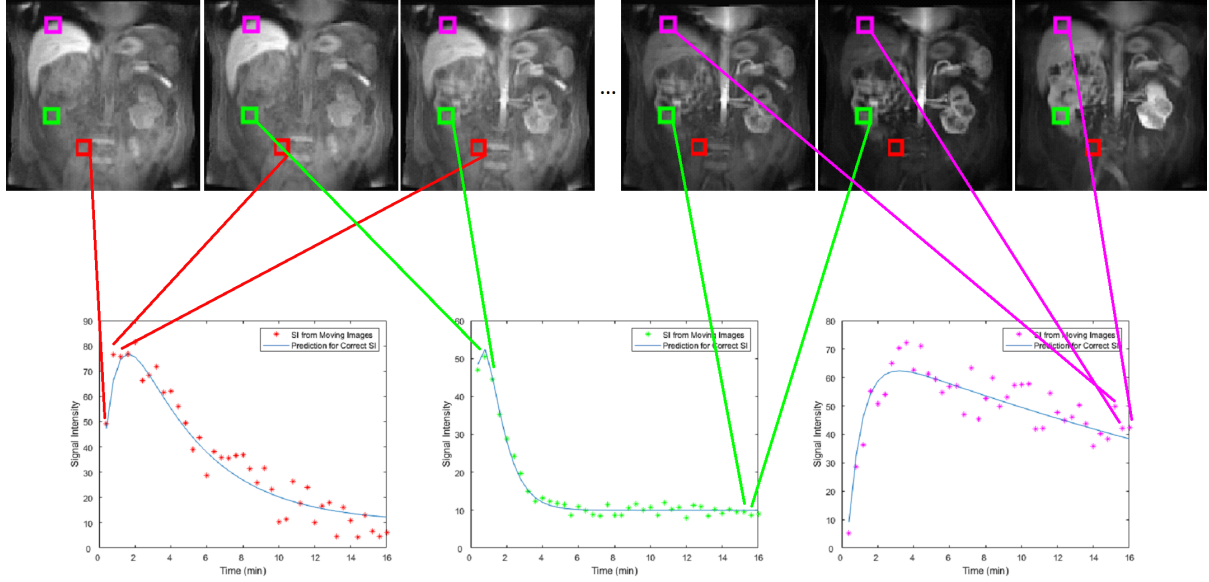 ...
90
80
70
60
50
40
30
20
10
0
Signal Intensity
0 2 4 6 8 10 12 14 16
Time (min)
SI from Moving Images
Prediction for Correct SI
60
50
40
30
20
10
0
Signal Intensity
0 2 4 6 8 10 12 14 16
Time (min)
SI from Moving Images
Prediction for Correct SI
80
70
60
50
40
30
20
10
0
Signal Intensity
0 2 4 6 8 10 12 14 16
Time (min)
SI from Moving Images
Prediction for Correct SI